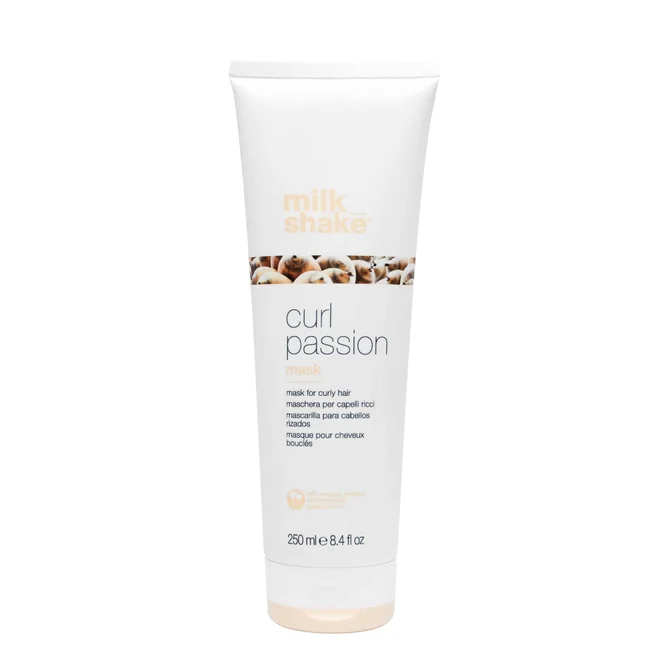 milk
shake®
curl
passion
mask
mask for curly hair
maschera per capelli ricci
mascarilla para cabellos
rizados
masque pour cheveux
bouclés
250 ml e 8.4 fl oz